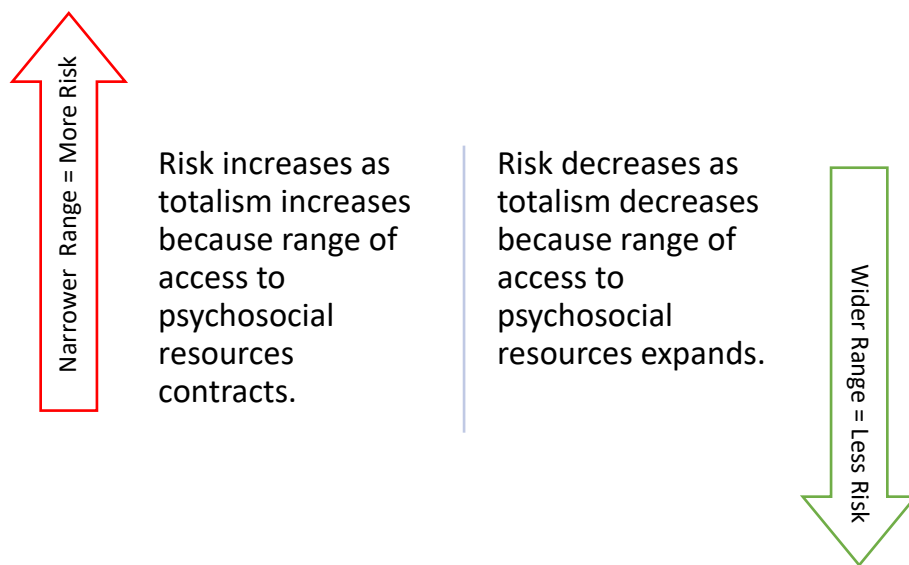 Narrower Range = More Risk
Risk increases as
totalism increases
because range of
access to
psychosocial
resources
contracts.
Risk decreases as
totalism decreases
because range of
access to
psychosocial
resources expands.
Wider Range = Less Risk